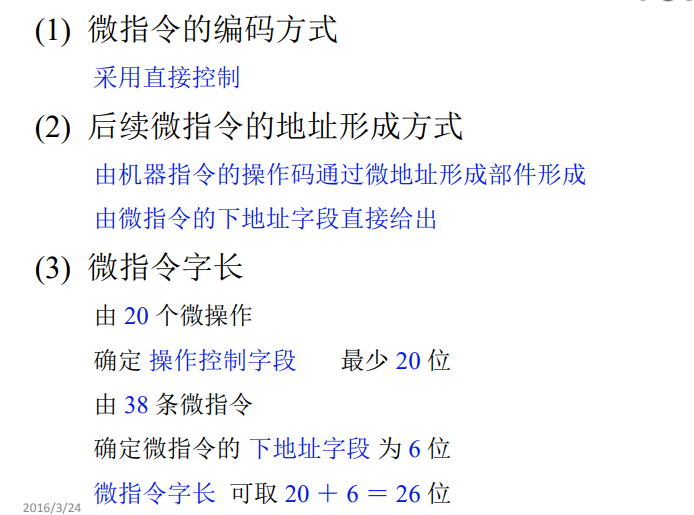 (1) 微指令的编码方式
采用直接控制
(2) 后续微指令的地址形成方式
由机器指令的操作码通过微地址形成部件形成
由微指令的下地址字段直接给出
(3) 微指令字长
由 20 个微操作
确定 操作控制字段 最少 20 位
由 38 条微指令
确定微指令的 下地址字段 为 6 位
微指令字长 可取 20 + 6 = 26 位
2016/3/24